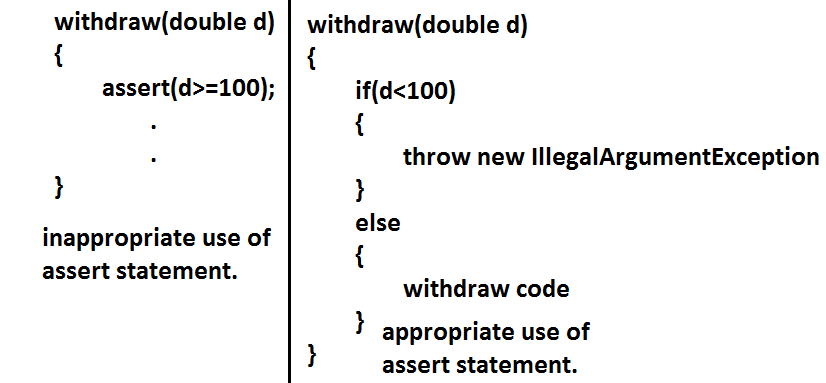 withdraw(double d)
{
assert(d>=100);
.
.
}
inappropriate use of
assert statement.
withdraw(double d)
{
if(d<100)
{
throw new IllegalArgumentException
}
else
{
withdraw code
}
appropriate use of
assert statement.
}